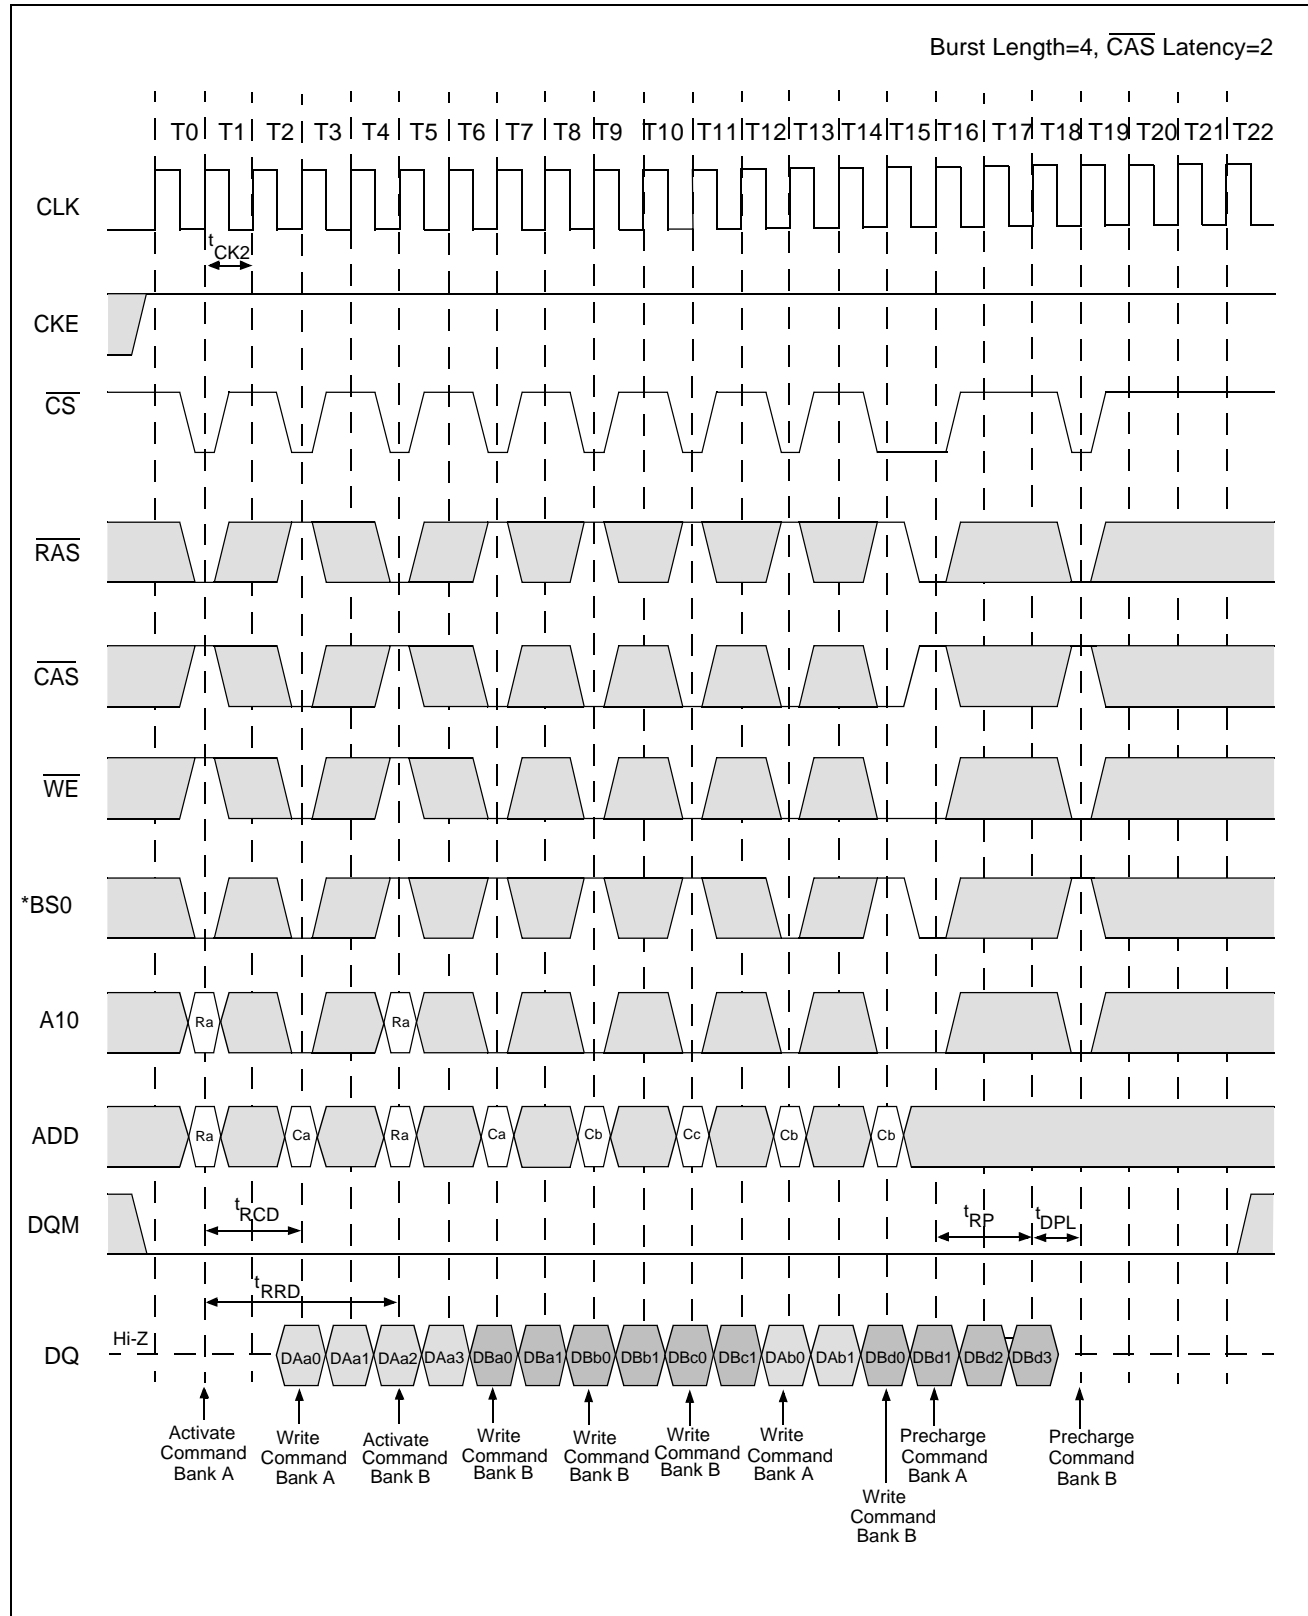 Burst Length=4, CAS Latency=2
T0 T1 T2 T3 T4 T5 T6 T7 T8 T9 T10 T11 T12 T13 T14 T15 T16 T17 T18 T19 T20 T21 T22
CLK
tCK2
CKE
CS
RAS
CAS
WE
*BS0
A10
Ra Ra
ADD
Ra Ca Ra Ca Cb Cc Cb Cb
DQM
tRCD
tRP
tDPL
tRRD
Hi-Z
DQ
DAa0 DAa1 DAa2 DAa3 DBa0 DBa1 DBb0 DBb1 DBc0 DBc1 DAb0 DAb1 DBd0 DBd1 DBd2 DBd3
Activate
Command
Bank A
Write
Command
Bank A
Activate
Command
Bank B
Write
Command
Bank B
Write
Command
Bank B
Write
Command
Bank B
Write
Command
Bank A
Write
Command
Bank B
Precharge
Command
Bank A
Precharge
Command
Bank B